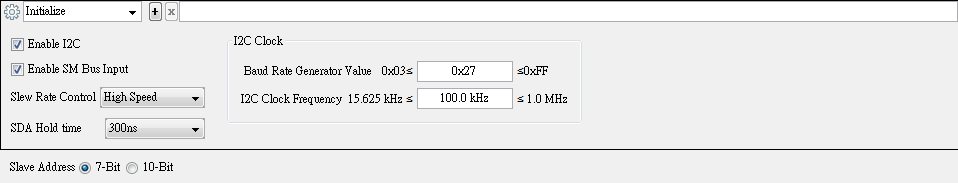 Initialize + x
Enable I2C
Enable SM Bus Input
Slew Rate Control High Speed
SDA Hold time 300ns
I2C Clock
Baud Rate Generator Value 0x03≤ 0x27 ≤0xFF
I2C Clock Frequency 15.625 kHz ≤ 100.0 kHz ≤ 1.0 MHz
Slave Address 7-Bit 10-Bit